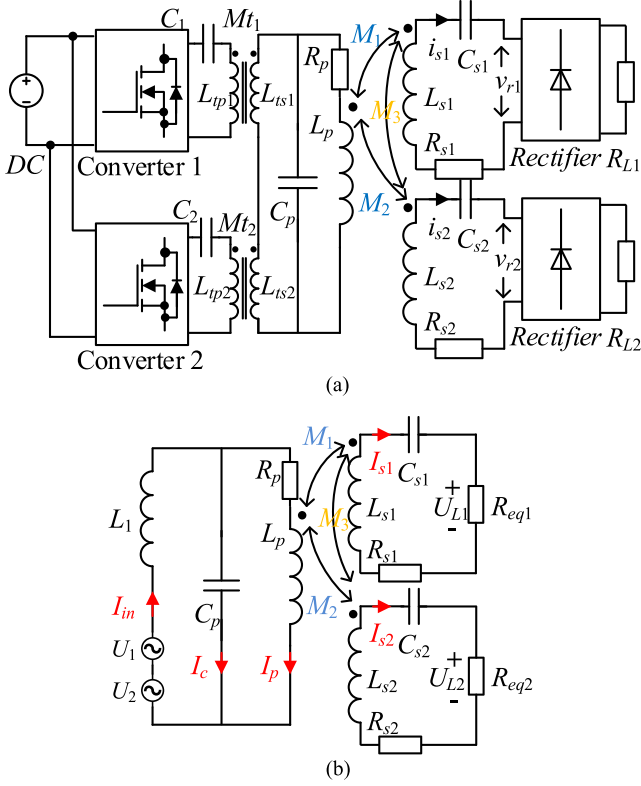 C1 Mt1
Ltp1 Lts1
DC
Converter 1
C2 Mt2
Ltp2 Lts2
Converter 2
Cp
Rp
Lp
M1
M3
M2
is1 Cs1
vr1
Ls1
Rs1
Rectifier RL1
is2 Cs2
vr2
Ls2
Rs2
Rectifier RL2
(a)
L1
Iin
U1
U2
Cp
Ic
Rp
Lp
Ip
M1
M3
M2
Is1 Cs1
Ls1
+
UL1
-
Req1
Rs1
Is2 Cs2
Ls2
+
UL2
-
Req2
Rs2
(b)